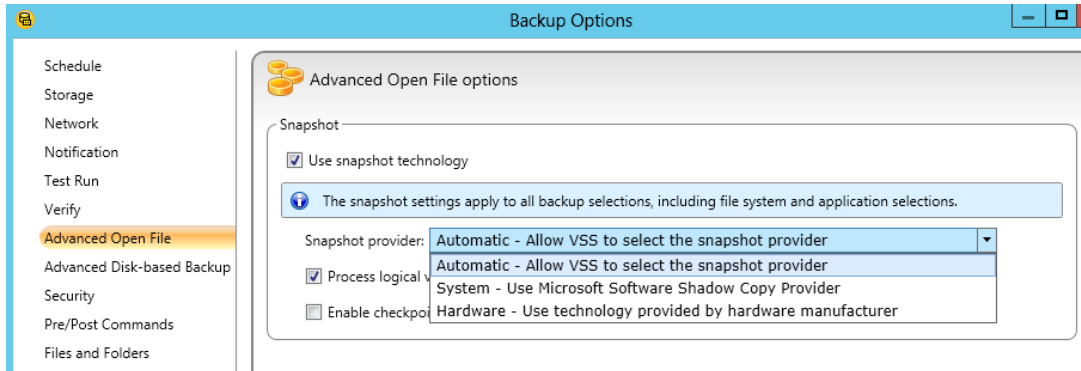 Backup Options
Schedule
Storage
Network
Notification
Test Run
Verify
Advanced Open File
Advanced Disk-based Backup
Security
Pre/Post Commands
Files and Folders
Advanced Open File options
Snapshot
Use snapshot technology
The snapshot settings apply to all backup selections, including file system and application selections.
Snapshot provider: Automatic - Allow VSS to select the snapshot provider
Automatic - Allow VSS to select the snapshot provider
Process logical
System - Use Microsoft Software Shadow Copy Provider
Enable
Hardware - Use technology provided by hardware manufacturer